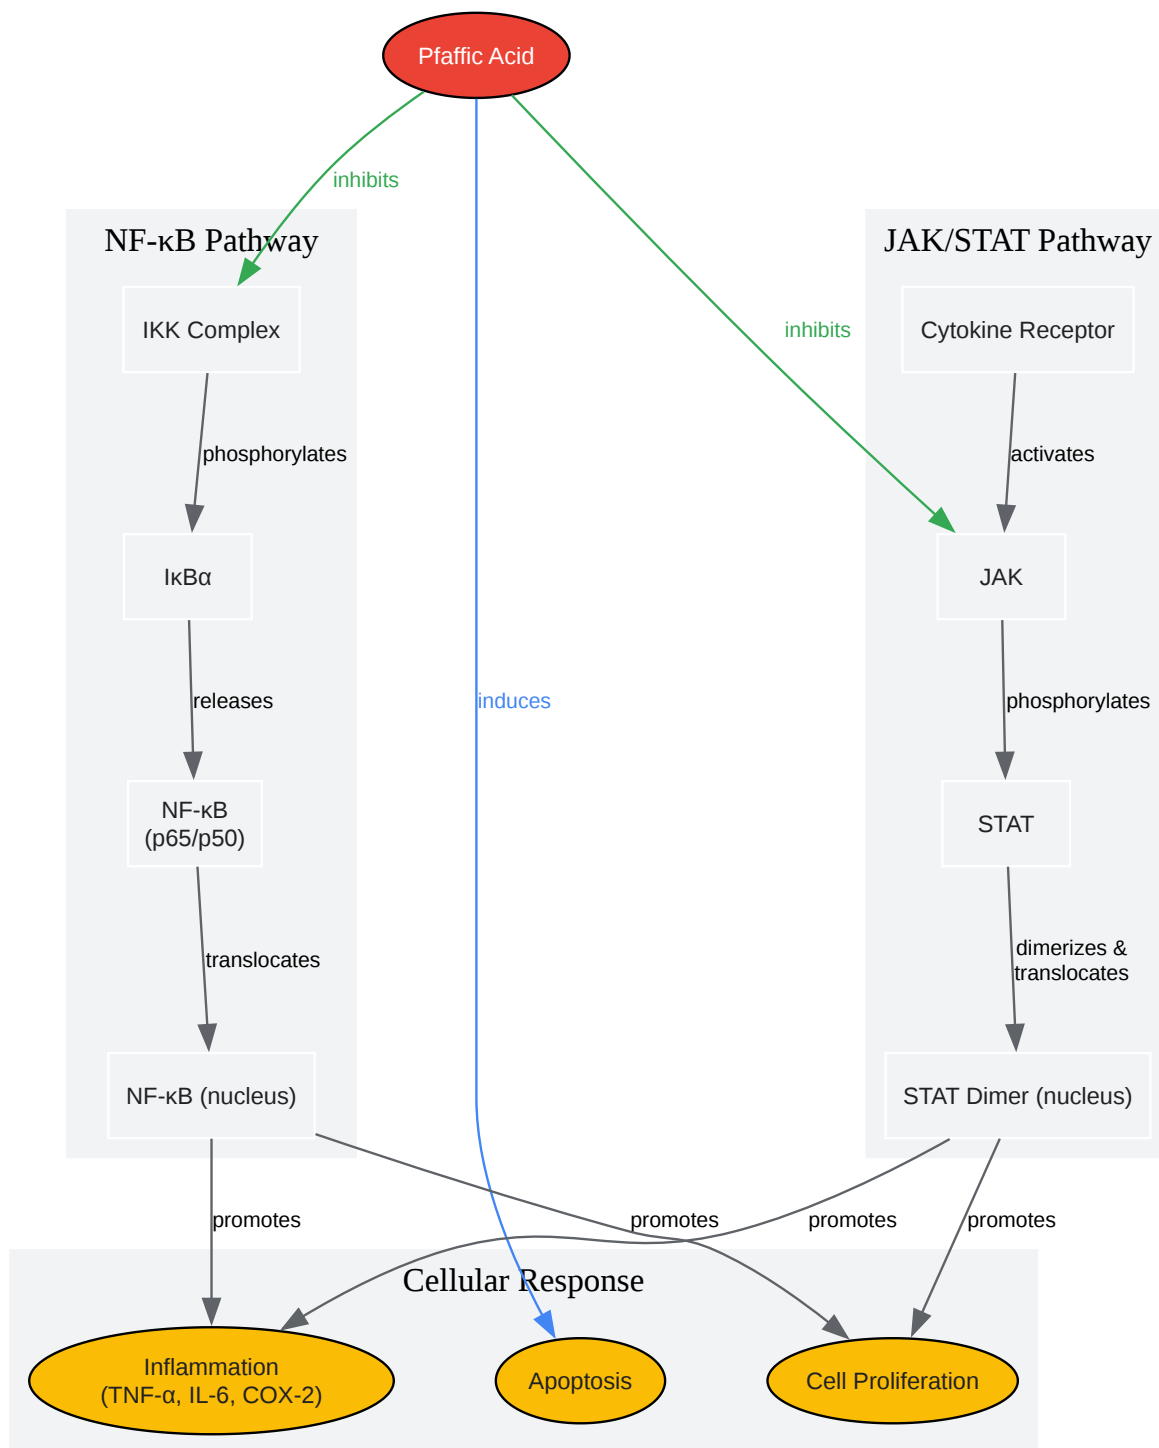 Pfaffic Acid
inhibits
NF-κB Pathway
JAK/STAT Pathway
IKK Complex
inhibits
Cytokine Receptor
phosphorylates
activates
IκBα
JAK
releases
induces
phosphorylates
NF-κB
(p65/p50)
STAT
translocates
dimerizes &
translocates
NF-κB (nucleus)
STAT Dimer (nucleus)
promotes
promotes
promotes
promotes
Cellular Response
Inflammation
(TNF-α, IL-6, COX-2)
Apoptosis
Cell Proliferation